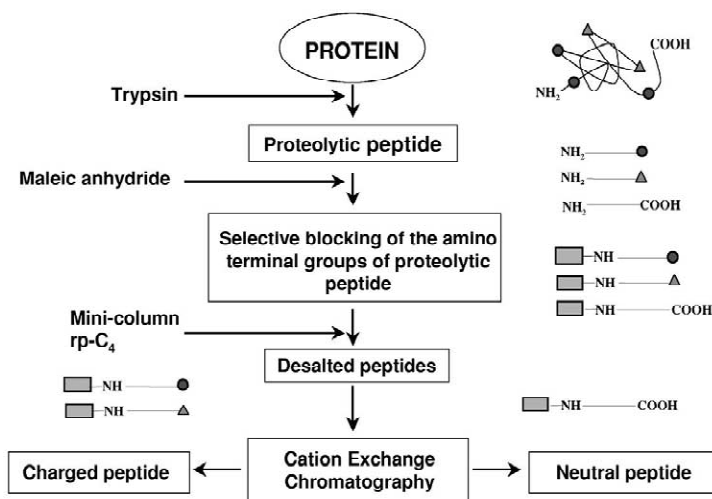 PROTEIN
COOH
Trypsin
NH2
Proteolytic peptide
NH2
Maleic anhydride
NH2
NH2 COOH
Selective blocking of the amino
terminal groups of proteolytic
peptide
NH
NH
NH COOH
Mini-column
rp-C4
Desalted peptides
NH
NH
NH COOH
Charged peptide
Cation Exchange
Chromatography
Neutral peptide